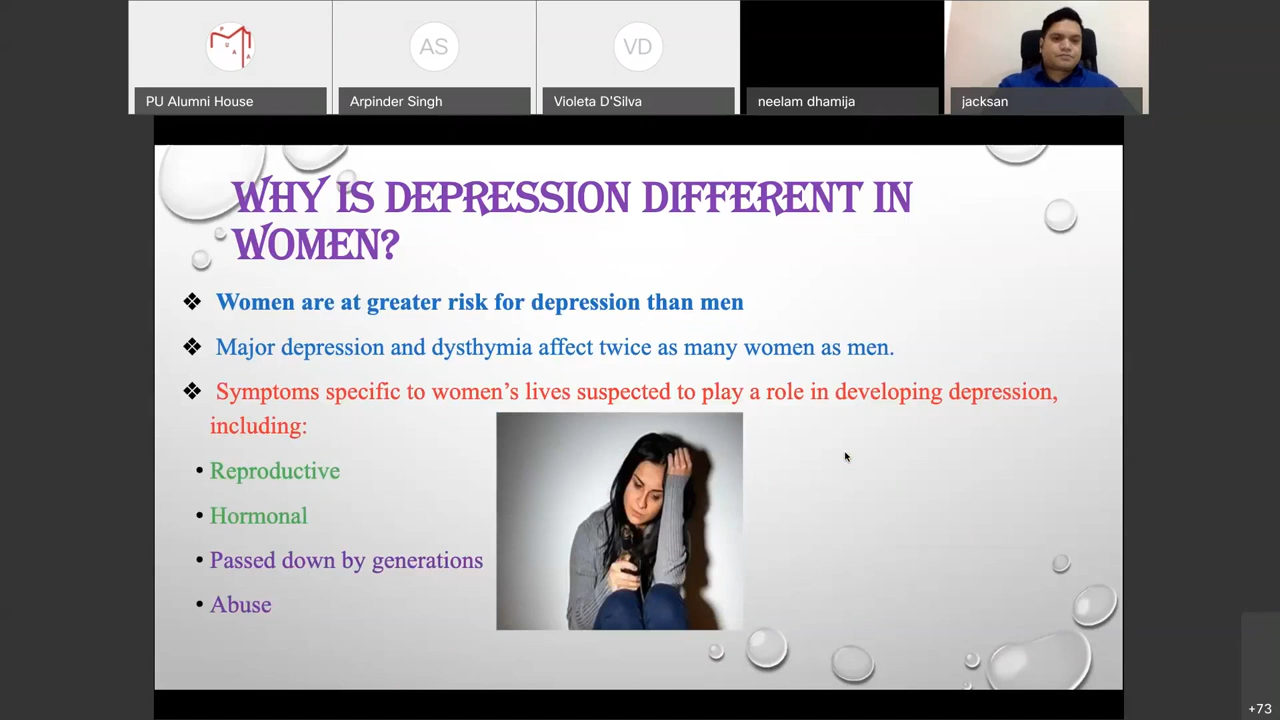 P
U
A
A
AS
VD
PU Alumni House
Arpinder Singh
Violeta D'Silva
neelam dhamija
jacksan
WHY IS DEPRESSION DIFFERENT IN
WOMEN?
❖ Women are at greater risk for depression than men
❖ Major depression and dysthymia affect twice as many women as men.
❖ Symptoms specific to women’s lives suspected to play a role in developing depression,
including:
• Reproductive
• Hormonal
• Passed down by generations
• Abuse
+73